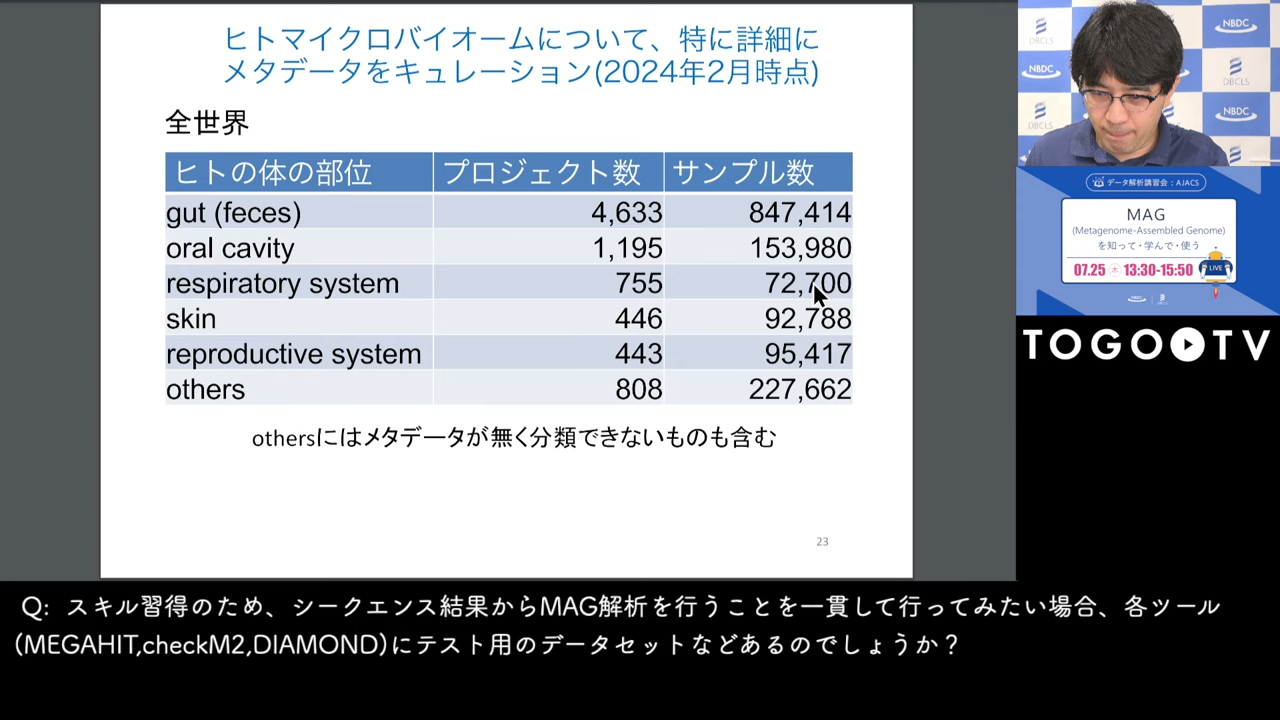 ヒトマイクロバイオームについて、特に詳細に
メタデータをキュレーション(2024年2月時点)
全世界
ヒトの体の部位 プロジェクト数 サンプル数
gut (feces) 4,633 847,414
oral cavity 1,195 153,980
respiratory system 755 72,700
skin 446 92,788
reproductive system 443 95,417
others 808 227,662
othersにはメタデータが無く分類できないものも含む
23
NBDC
DBCLS
NBDC
DBCLS
DBCLS
NBDC
データ解析講習会：AJACS
MAG
(Metagenome-Assembled Genome)
を知って・学んで・使う
07.25 木 13:30-15:50
LIVE
TOGO TV
Q: スキル習得のため、シークエンス結果からMAG解析を行うことを一貫して行ってみたい場合、各ツール
(MEGAHIT,checkM2,DIAMOND)にテスト用のデータセットなどあるのでしょうか？